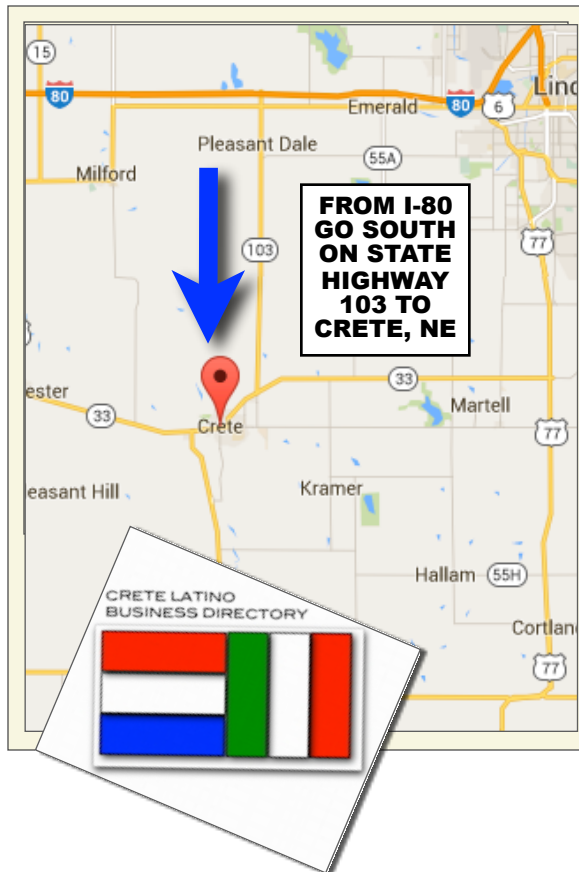 15
80
Emerald
80
6
Linc
Pleasant Dale
55A
Milford
FROM I-80
GO SOUTH
ON STATE
HIGHWAY
103 TO
CRETE, NE
77
103
ester
33
33
Martell
Crete
77
easant Hill
Kramer
Hallam
55H
CRETE LATINO
BUSINESS DIRECTORY
Cortlan
77